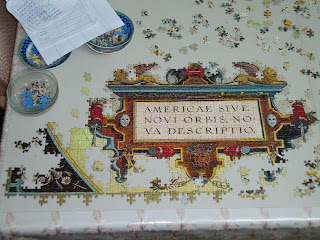 AMERICAE SIVE
NOVI ORBIS, NO,
VA DESCRIPTIO,